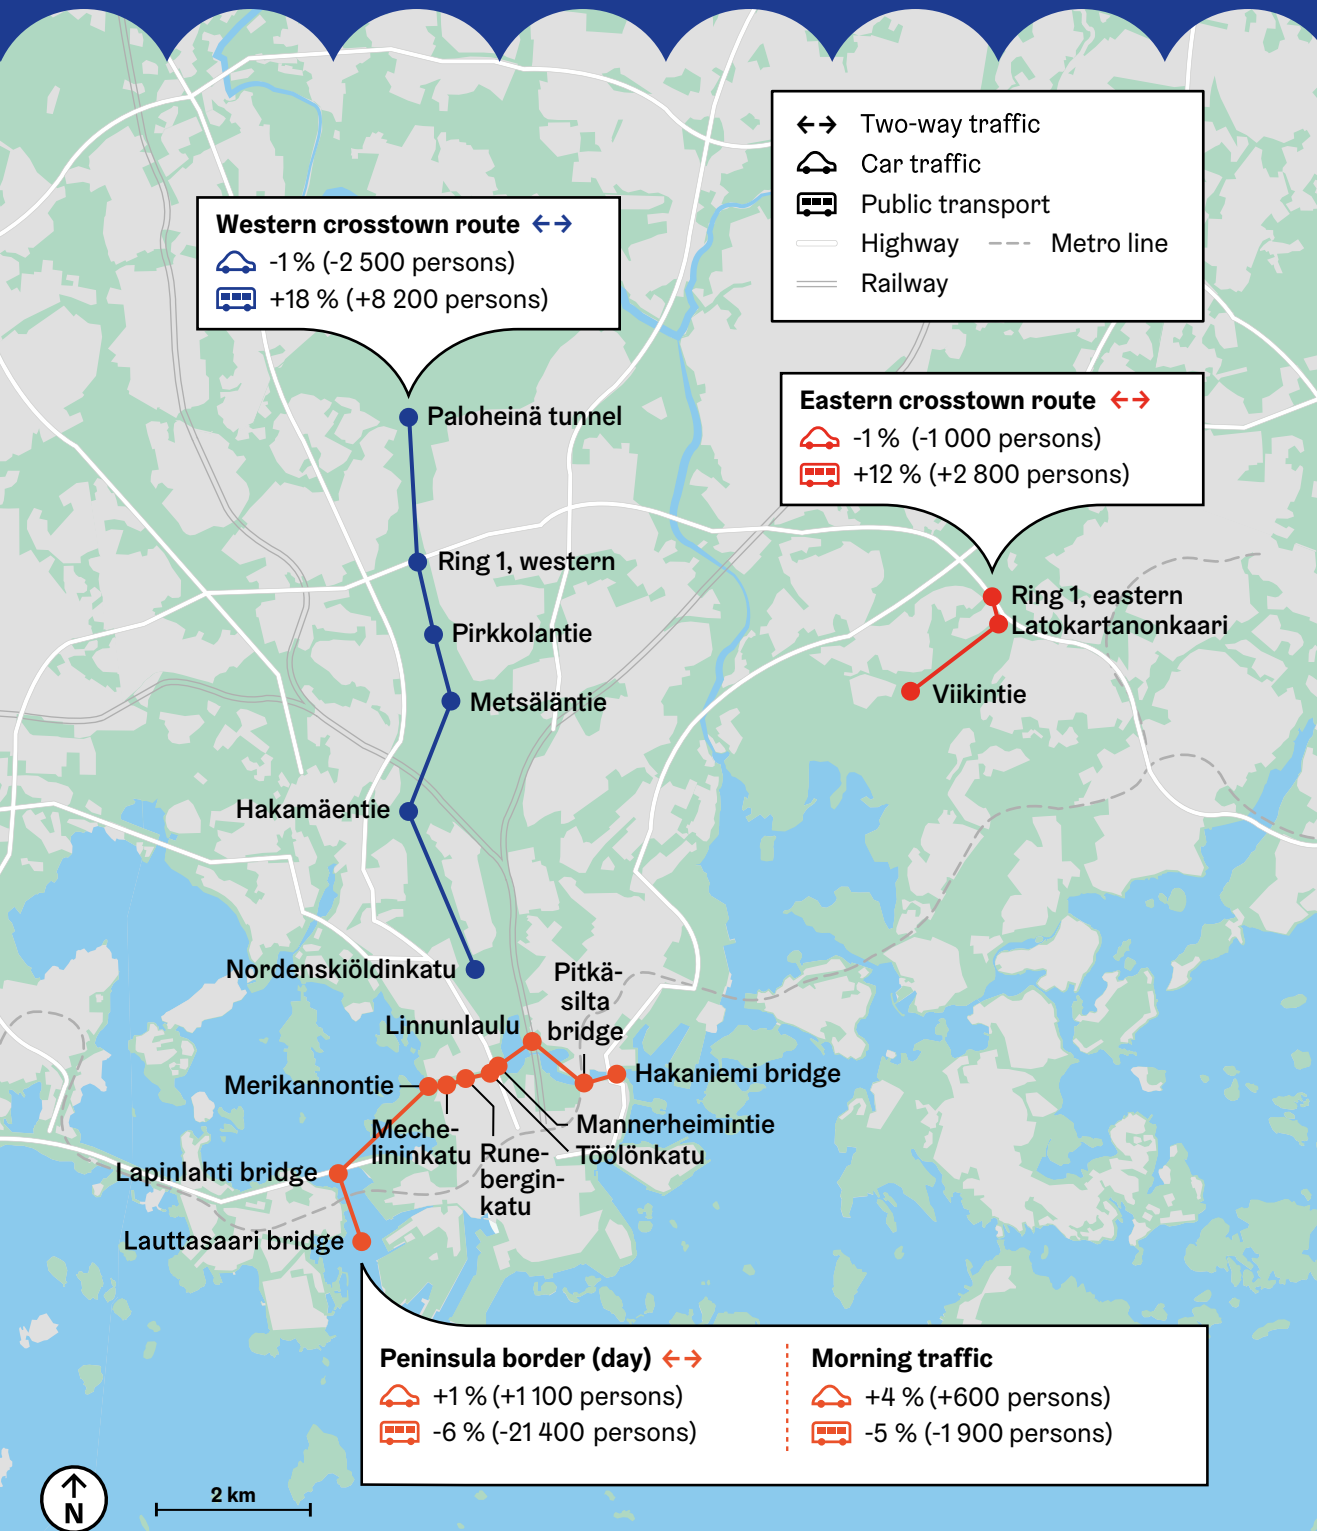 Two-way traffic
Car traffic
Public transport
Highway
Metro line
Railway
Western crosstown route
-1 % (-2 500 persons)
+18 % (+8 200 persons)
Eastern crosstown route
-1 % (-1 000 persons)
+12 % (+2 800 persons)
Paloheinä tunnel
Ring 1, western
Pirkkolantie
Metsäläntie
Hakamäentie
Nordenskiöldinkatu
Ring 1, eastern
Latokartanonkaari
Viikintie
Pitkä-
silta
bridge
Linnunlaulu
Hakaniemi bridge
Merikannontie
Meche-
lininkatu
Rune-
bergin-
katu
Mannerheimintie
Töölönkatu
Lapinlahti bridge
Lauttasaari bridge
Peninsula border (day)
+1 % (+1 100 persons)
-6 % (-21 400 persons)
Morning traffic
+4 % (+600 persons)
-5 % (-1 900 persons)
N
2 km